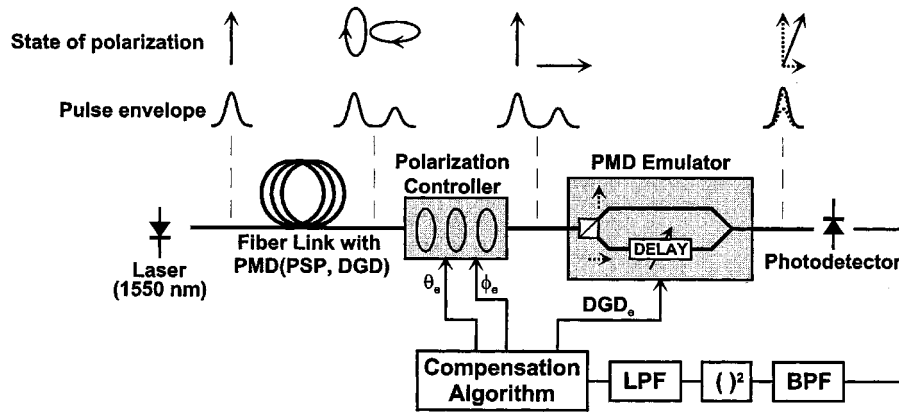 State of polarization
Pulse envelope
Polarization
Controller
PMD Emulator
DELAY
Laser
(1550 nm)
Fiber Link with
PMD(PSP, DGD)
Photodetector
θe
ϕe
DGDe
Compensation
Algorithm
LPF
( )²
BPF